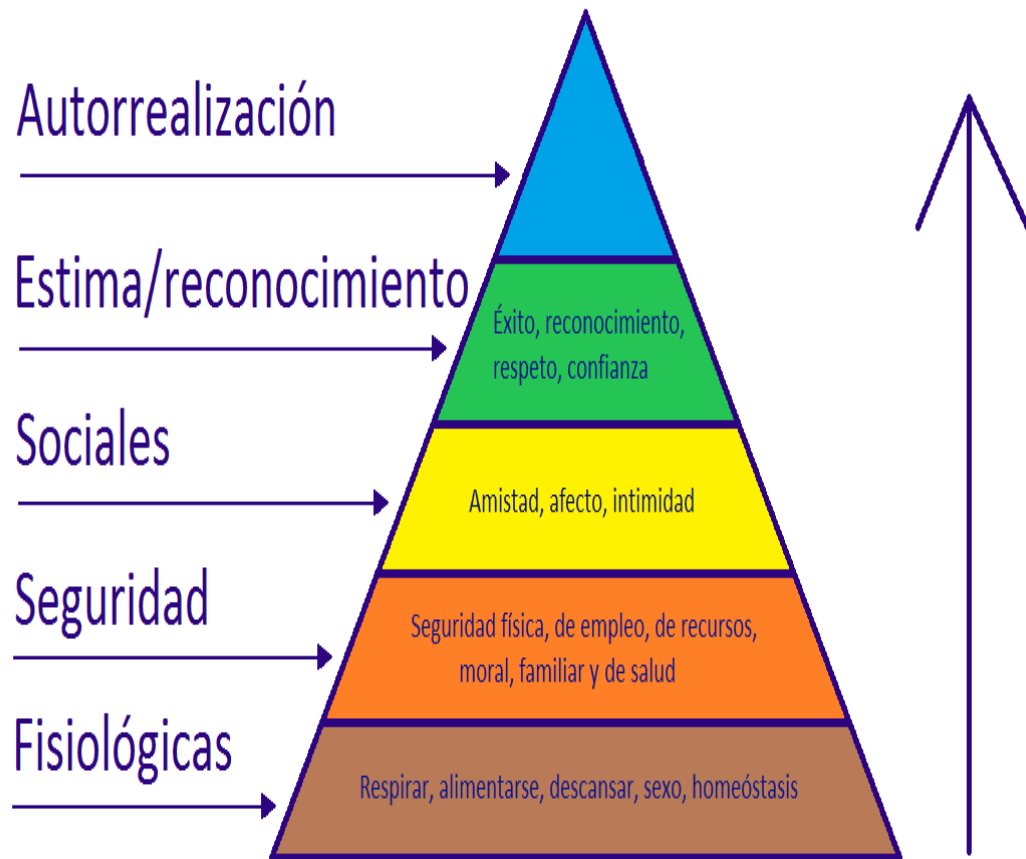 Autorrealización
Estima/reconocimiento
Éxito, reconocimiento,
respeto, confianza
Sociales
Amistad, afecto, intimidad
Seguridad
Seguridad física, de empleo, de recursos,
moral, familiar y de salud
Fisiológicas
Respirar, alimentarse, descansar, sexo, homeóstasis